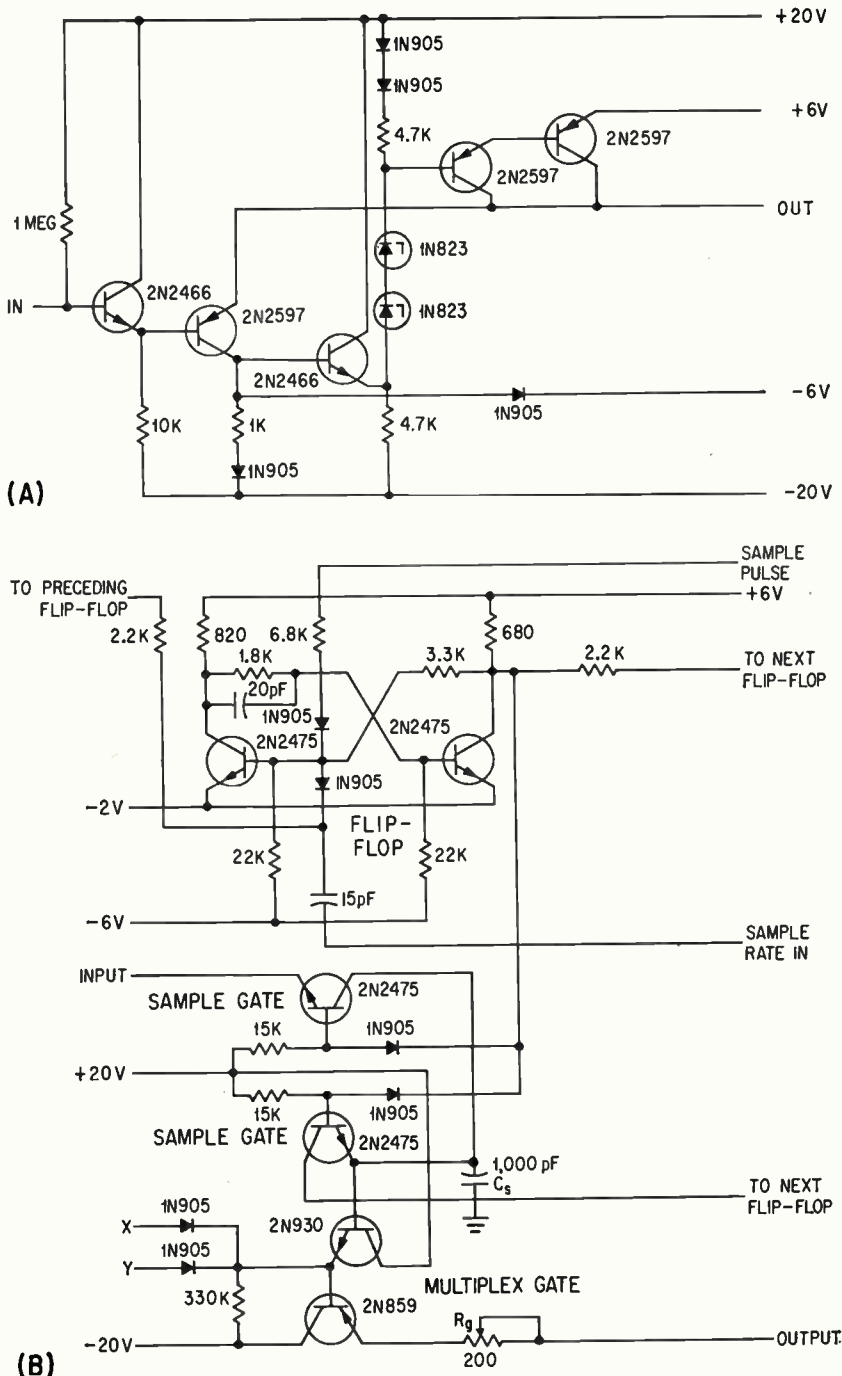 +20V
1N905
1N905
+6V
4.7K
2N2597
2N2597
1 MEG
OUT
1N823
IN
2N2466
2N2597
1N823
2N2466
-6V
1N905
10K
1K
4.7K
1N905
(A)
-20V
SAMPLE
PULSE
TO PRECEDING
FLIP-FLOP
+6V
2.2K
820
6.8K
680
1.8K
3.3K
2.2K
TO NEXT
FLIP-FLOP
20pF
1N905
2N2475
2N2475
1N905
-2V
FLIP-
FLOP
22K
22K
15pF
-6V
SAMPLE
RATE IN
INPUT
2N2475
SAMPLE GATE
15K
1N905
+20V
15K
1N905
SAMPLE GATE
2N2475
1,000 pF
Cs
TO NEXT
FLIP-FLOP
1N905
X
2N930
1N905
Y
MULTIPLEX GATE
330K
2N859
Rg
-20V
200
OUTPUT
(B)